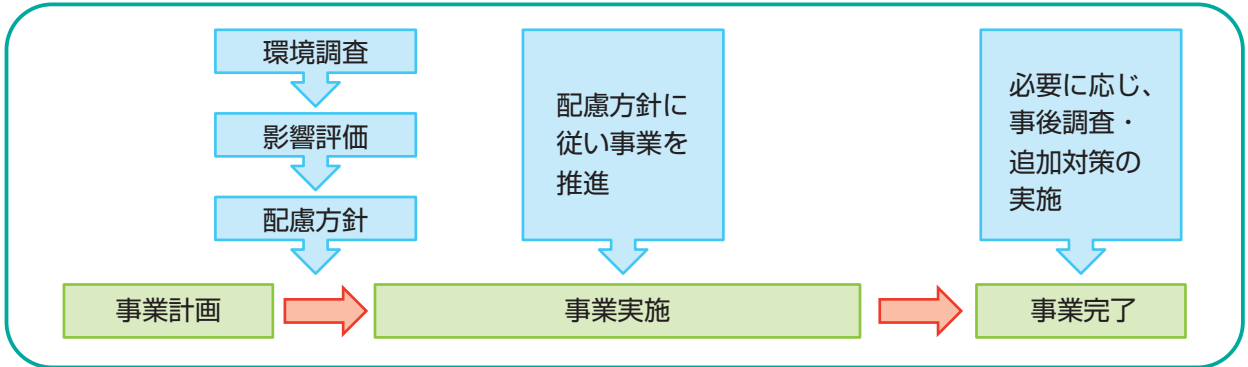 環境調査
影響評価
配慮方針
配慮方針に
従い事業を
推進
必要に応じ、
事後調査・
追加対策の
実施
事業計画
事業実施
事業完了